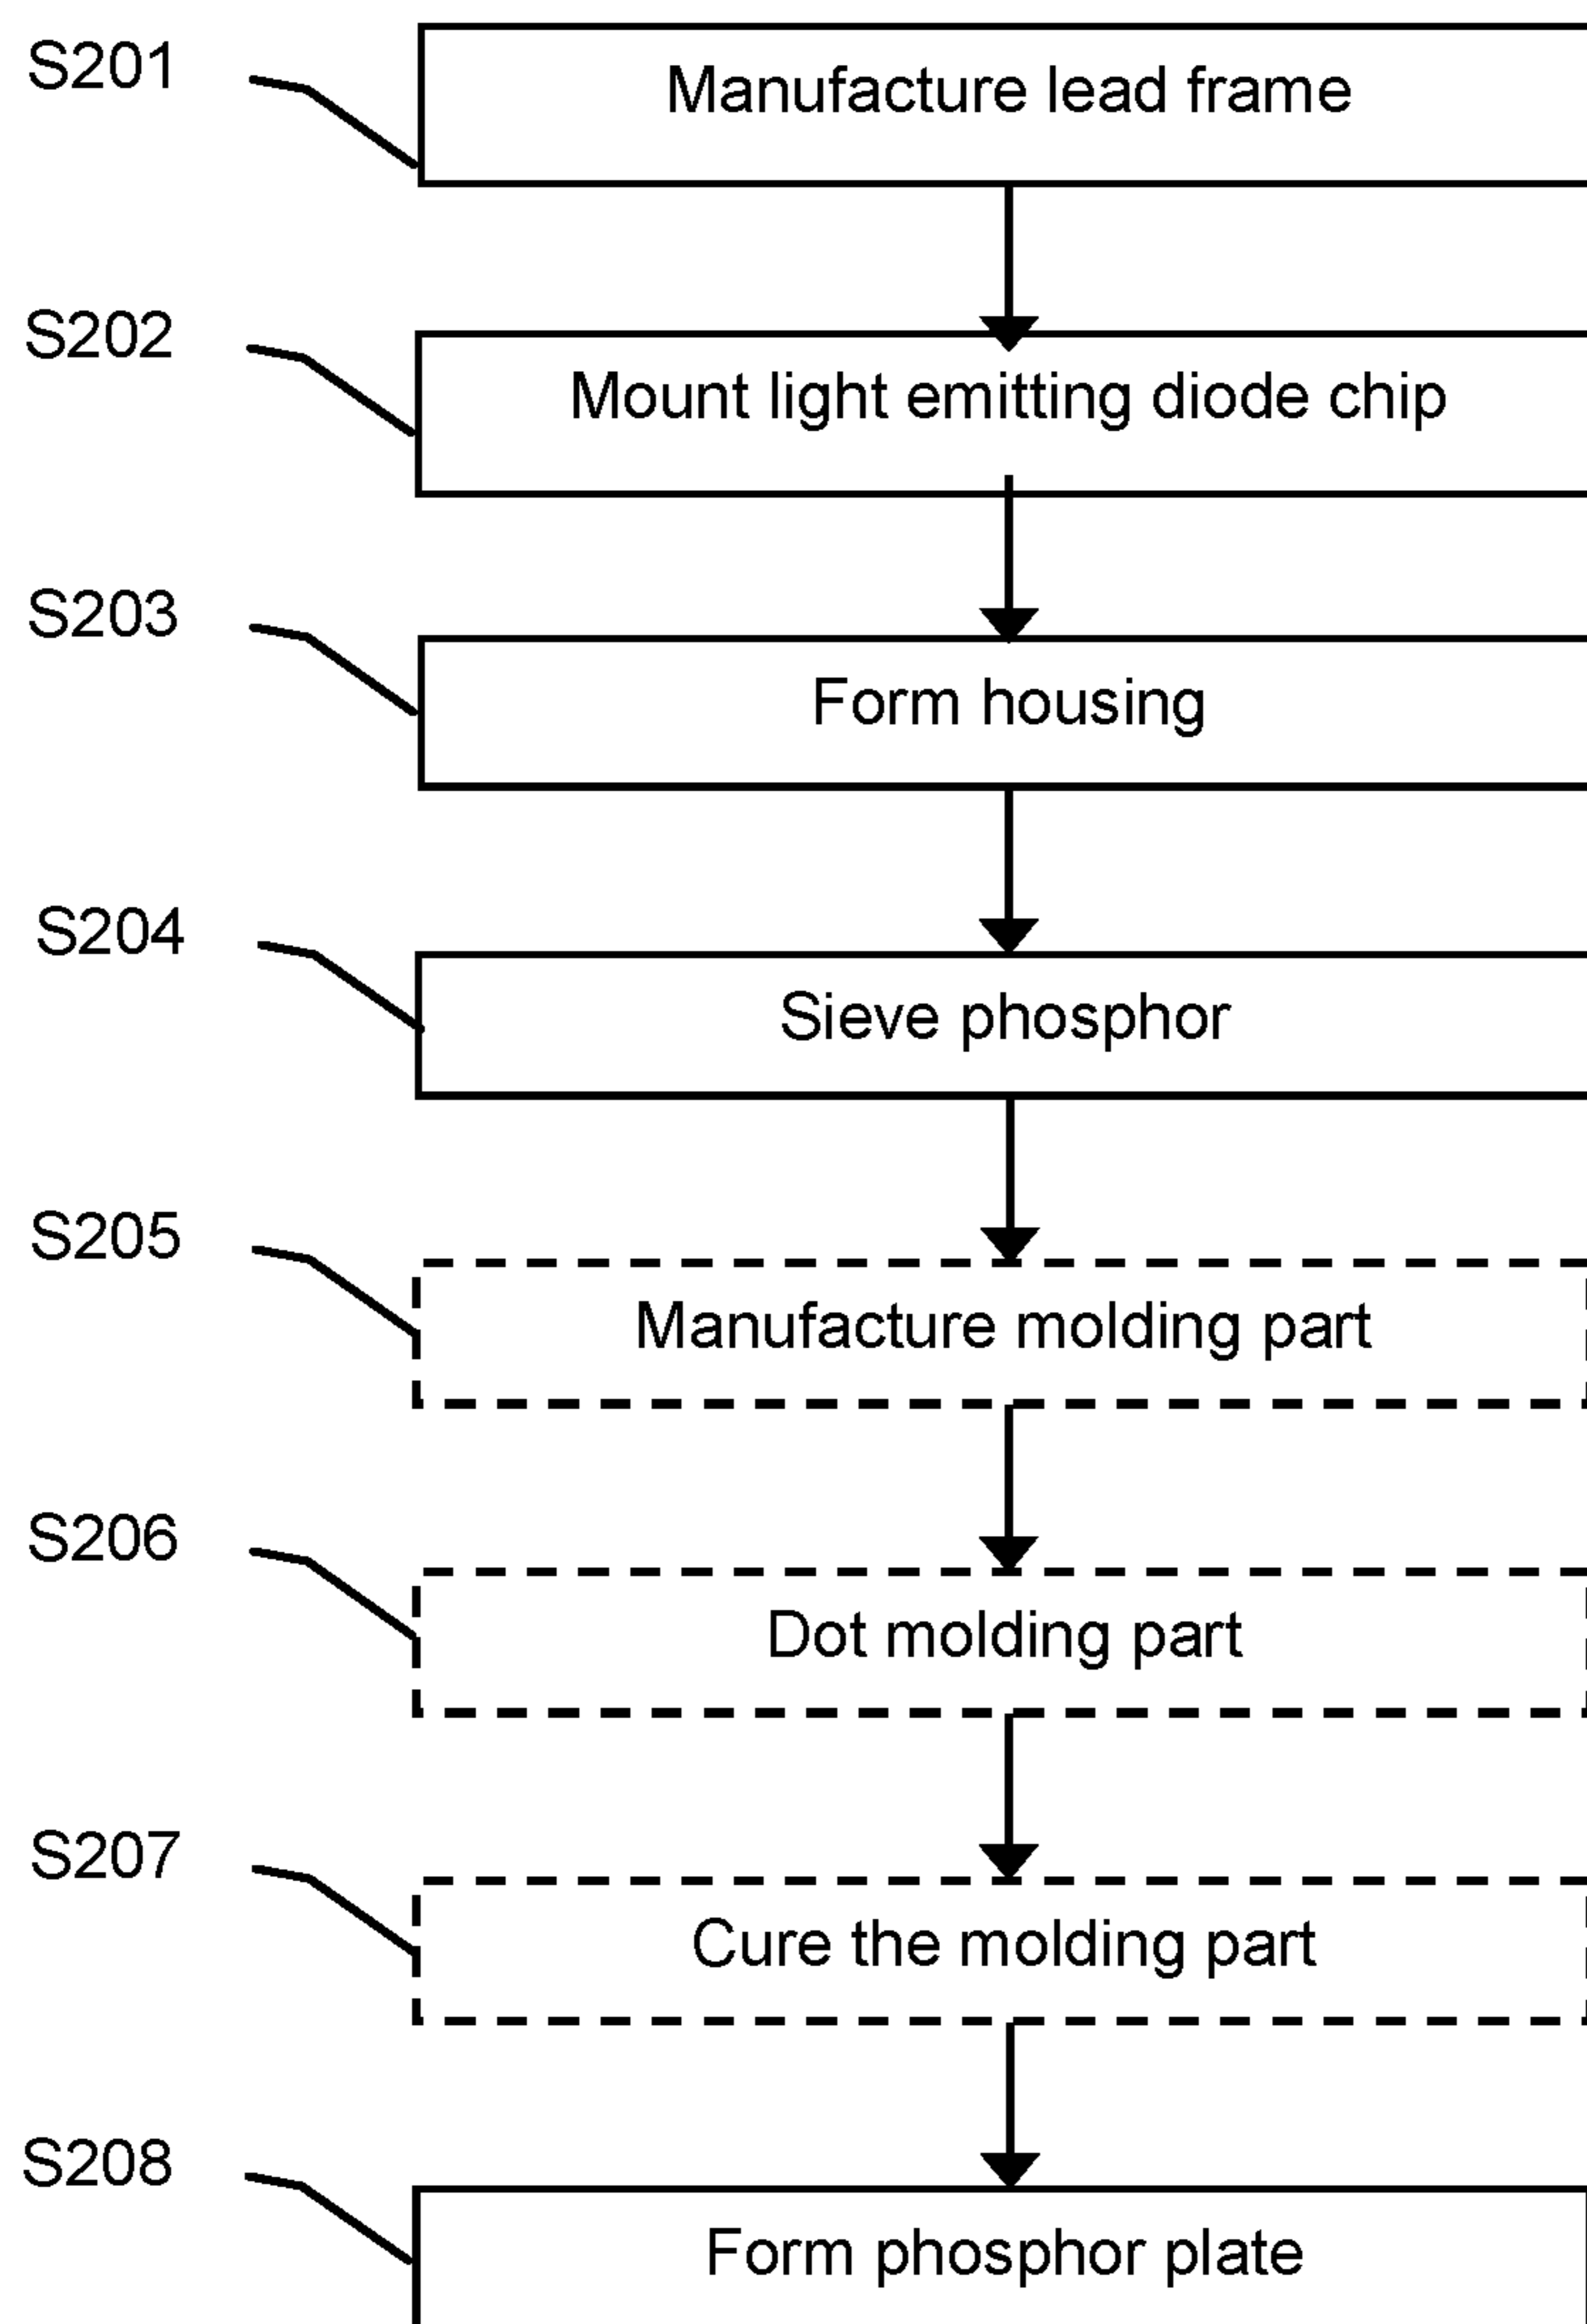 S201
Manufacture lead frame
S202
Mount light emitting diode chip
S203
Form housing
S204
Sieve phosphor
S205
Manufacture molding part
S206
Dot molding part
S207
Cure the molding part
S208
Form phosphor plate